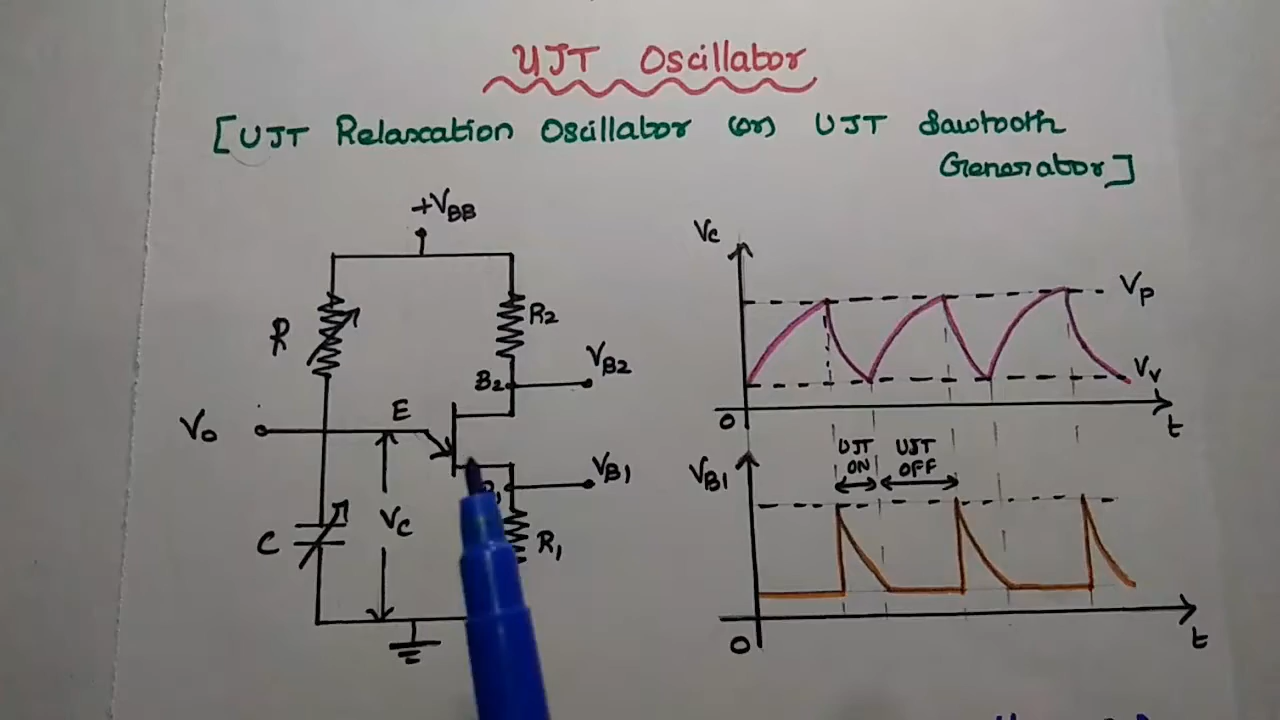 UJT Oscillator
[UJT Relaxation Oscillator (or) UJT Sawtooth
Generator]
+VBB
R
R2
B2
VB2
E
Vo
VB1
C
VC
R1
VC
VP
VV
0
t
UJT ON
UJT OFF
VB1
0
t